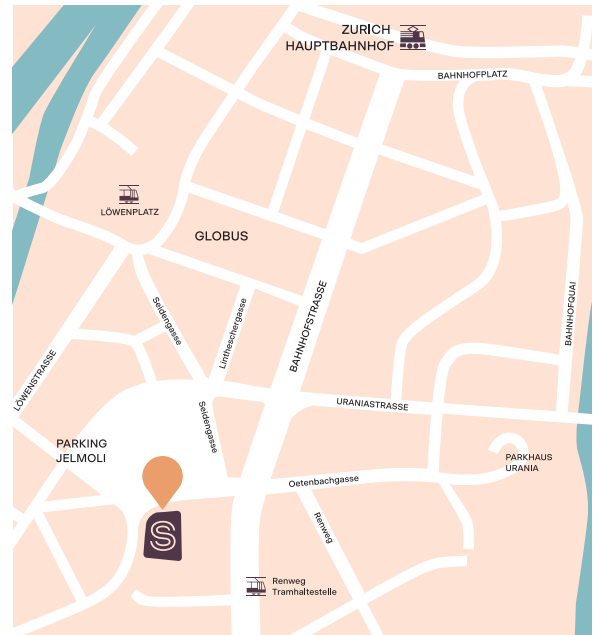 ZURICH
HAUPTBAHNHOF
BAHNHOFPLATZ
LÖWENPLATZ
GLOBUS
BAHNHOFQUAI
Seidengasse
Lintheschergasse
BAHNHOFSTRASSE
LÖWENSTRASSE
URANIASTRASSE
Seidengasse
PARKING
JELMOLI
PARKHAUS
URANIA
Oetenbachgasse
S
Renweg
Renweg
Tramhaltestelle